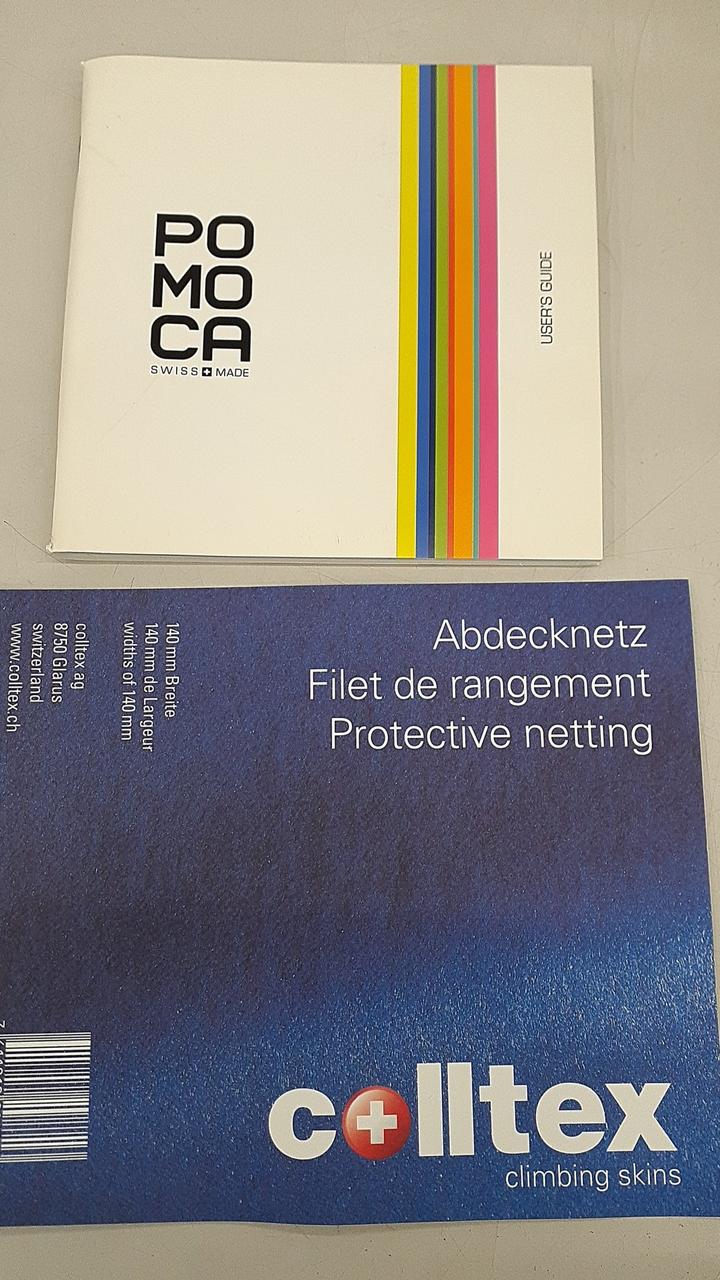 PO
MO
CA
SWISS MADE
USER'S GUIDE
Abdecknetz
Filet de rangement
Protective netting
140 mm Breite
140 mm de Largeur
widths of 140 mm
colltex ag
8750 Glarus
switzerland
www.colltex.ch
colltex
climbing skins